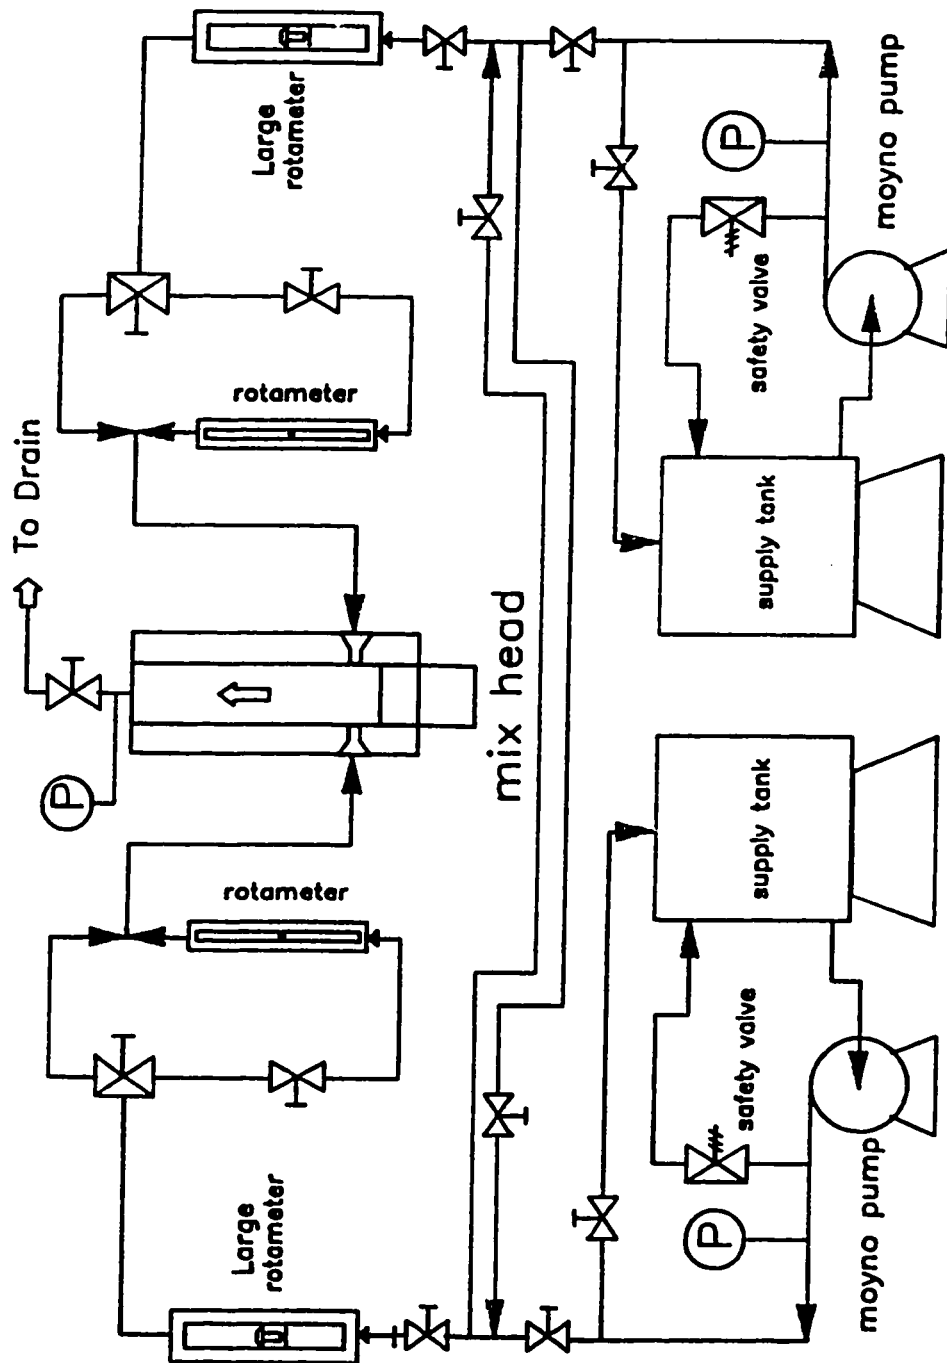 To Drain
P
Large
rotameter
rotameter
mix head
rotameter
Large
rotameter
P
moyno pump
safety valve
supply tank
supply tank
safety valve
P
moyno pump